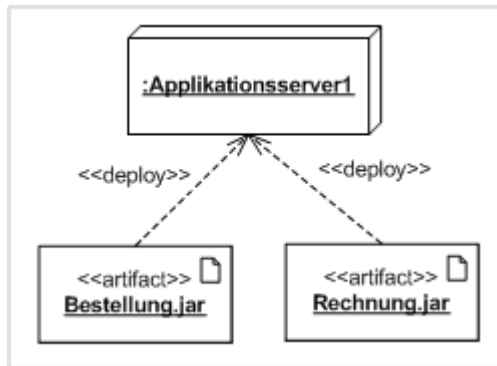 :Applikationsserver1
<<deploy>>
<<deploy>>
<<artifact>>
Bestellung.jar
<<artifact>>
Rechnung.jar